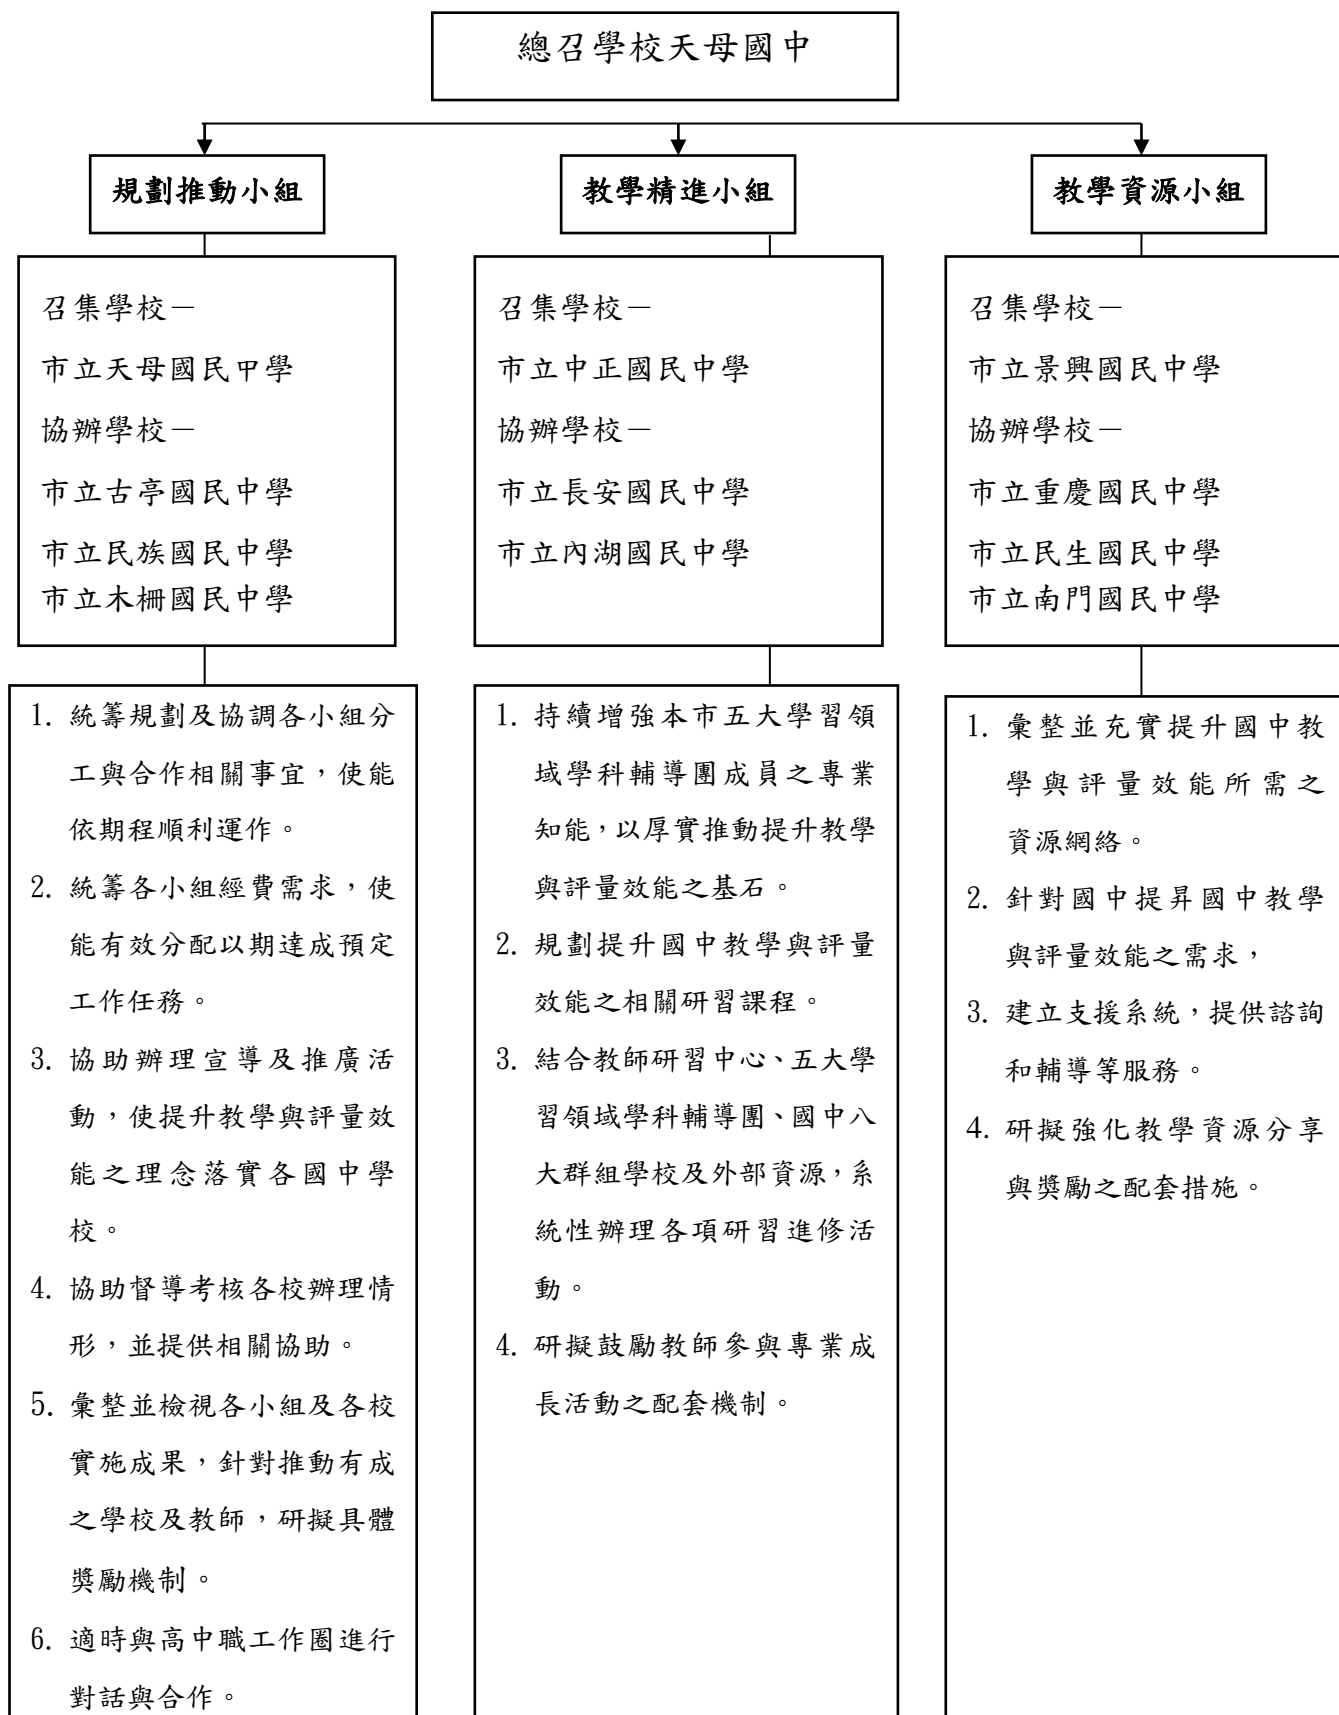 總召學校天母國中
規劃推動小組
教學精進小組
教學資源小組
召集學校－
市立天母國民中學
協辦學校－
市立古亭國民中學
市立民族國民中學
市立木柵國民中學
召集學校－
市立中正國民中學
協辦學校－
市立長安國民中學
市立內湖國民中學
召集學校－
市立景興國民中學
協辦學校－
市立重慶國民中學
市立民生國民中學
市立南門國民中學
1. 統籌規劃及協調各小組分
工與合作相關事宜，使能
依期程順利運作。
2. 統籌各小組經費需求，使
能有效分配以期達成預定
工作任務。
3. 協助辦理宣導及推廣活
動，使提升教學與評量效
能之理念落實各國中學
校。
4. 協助督導考核各校辦理情
形，並提供相關協助。
5. 彙整並檢視各小組及各校
實施成果，針對推動有成
之學校及教師，研擬具體
獎勵機制。
6. 適時與高中職工作圈進行
對話與合作。
1. 持續增強本市五大學習領
域學科輔導團成員之專業
知能，以厚實推動提升教學
與評量效能之基石。
2. 規劃提升國中教學與評量
效能之相關研習課程。
3. 結合教師研習中心、五大學
習領域學科輔導團、國中八
大群組學校及外部資源，系
統性辦理各項研習進修活
動。
4. 研擬鼓勵教師參與專業成
長活動之配套機制。
1. 彙整並充實提升國中教
學與評量效能所需之
資源網絡。
2. 針對國中提昇國中教學
與評量效能之需求，
3. 建立支援系統，提供諮詢
和輔導等服務。
4. 研擬強化教學資源分享
與獎勵之配套措施。